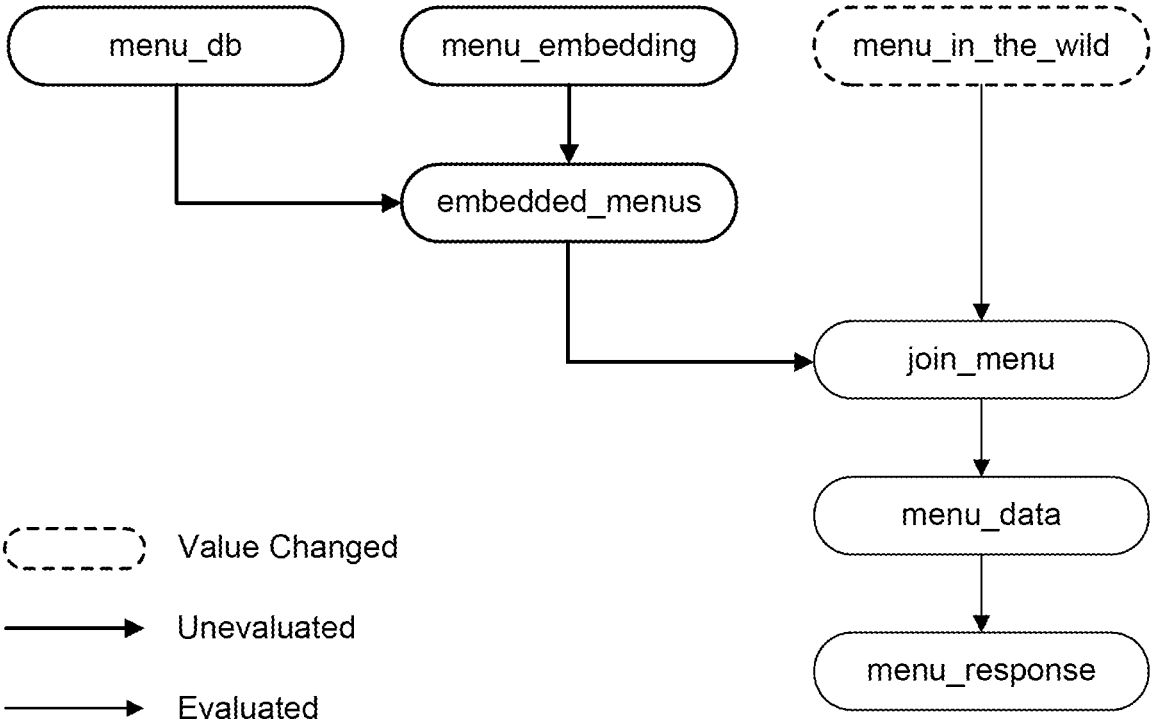 menu_db
menu_embedding
menu_in_the_wild
embedded_menus
join_menu
menu_data
menu_response
Value Changed
Unevaluated
Evaluated